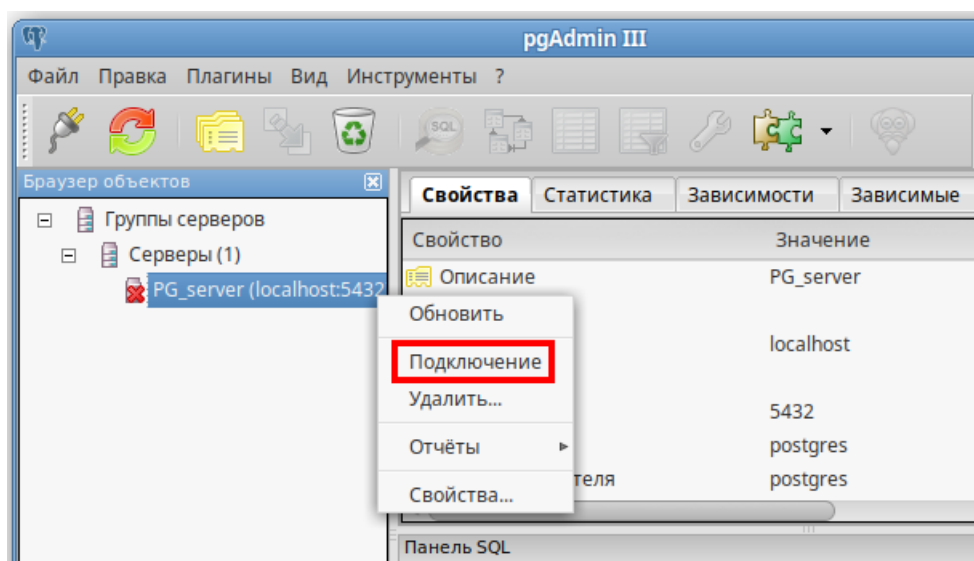 pgAdmin III
Файл Правка Плагины Вид Инструменты ?
SQL
Браузер объектов
Группы серверов
Серверы (1)
PG_server (localhost:5432
Свойства Статистика Зависимости Зависимые
Свойство Значение
Описание PG_server
localhost
5432
postgres
теля postgres
Обновить
Подключение
Удалить...
Отчёты
Свойства...
Панель SQL